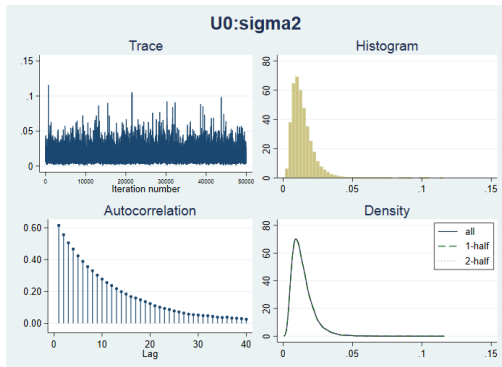 U0:sigma2
Trace
.15
.1
.05
0
0 10000 20000 30000 40000 50000
Iteration number
Histogram
80
60
40
20
0
0 .05 .1 .15
Autocorrelation
0.60
0.40
0.20
0.00
0 10 20 30 40
Lag
Density
80
60
40
20
0
all
1-half
2-half
0 .05 .1 .15